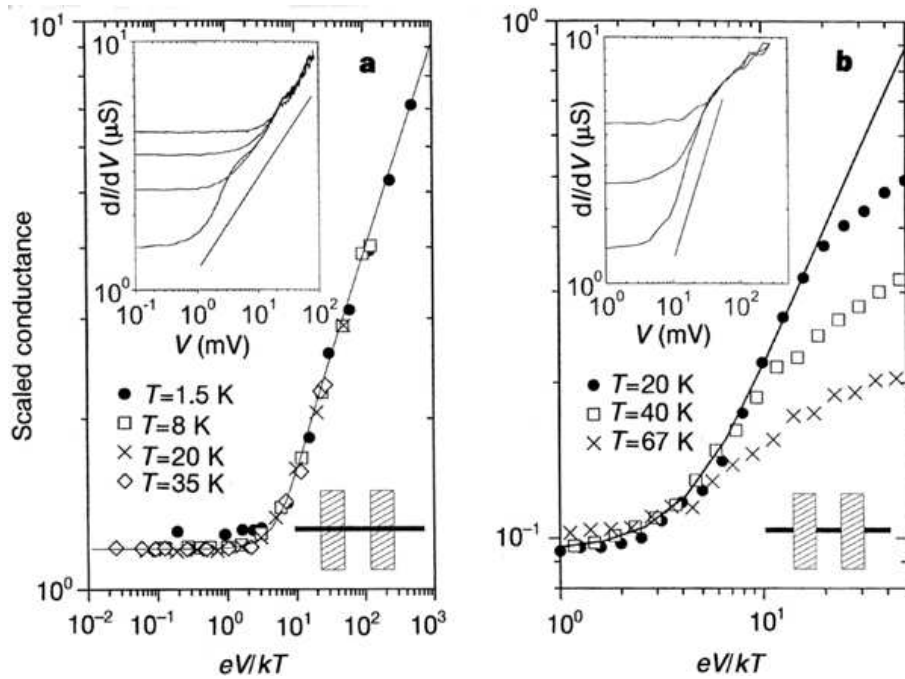 Scaled conductance
10¹
10⁰
10⁻² 10⁻¹ 10⁰ 10¹ 10² 10³
eV/kT
a
dI/dV (µS)
10¹
10⁰
10⁻¹ 10⁰ 10¹ 10²
V (mV)
T=1.5 K
T=8 K
T=20 K
T=35 K
10⁰
10⁻¹
10⁰ 10¹
eV/kT
b
dI/dV (µS)
10¹
10⁰
10⁰ 10¹ 10²
V (mV)
T=20 K
T=40 K
T=67 K